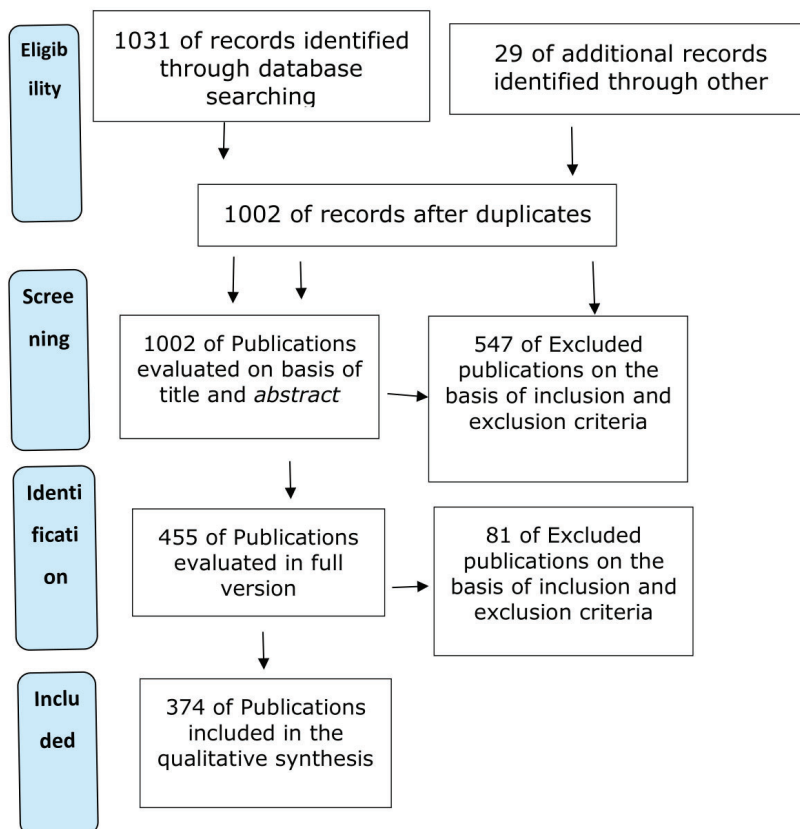 Eligib
ility
1031 of records identified
through database
searching
29 of additional records
identified through other
1002 of records after duplicates
Scree
ning
1002 of Publications
evaluated on basis of
title and abstract
547 of Excluded
publications on the
basis of inclusion and
exclusion criteria
Identi
ficati
on
455 of Publications
evaluated in full
version
81 of Excluded
publications on the
basis of inclusion and
exclusion criteria
Inclu
ded
374 of Publications
included in the
qualitative synthesis